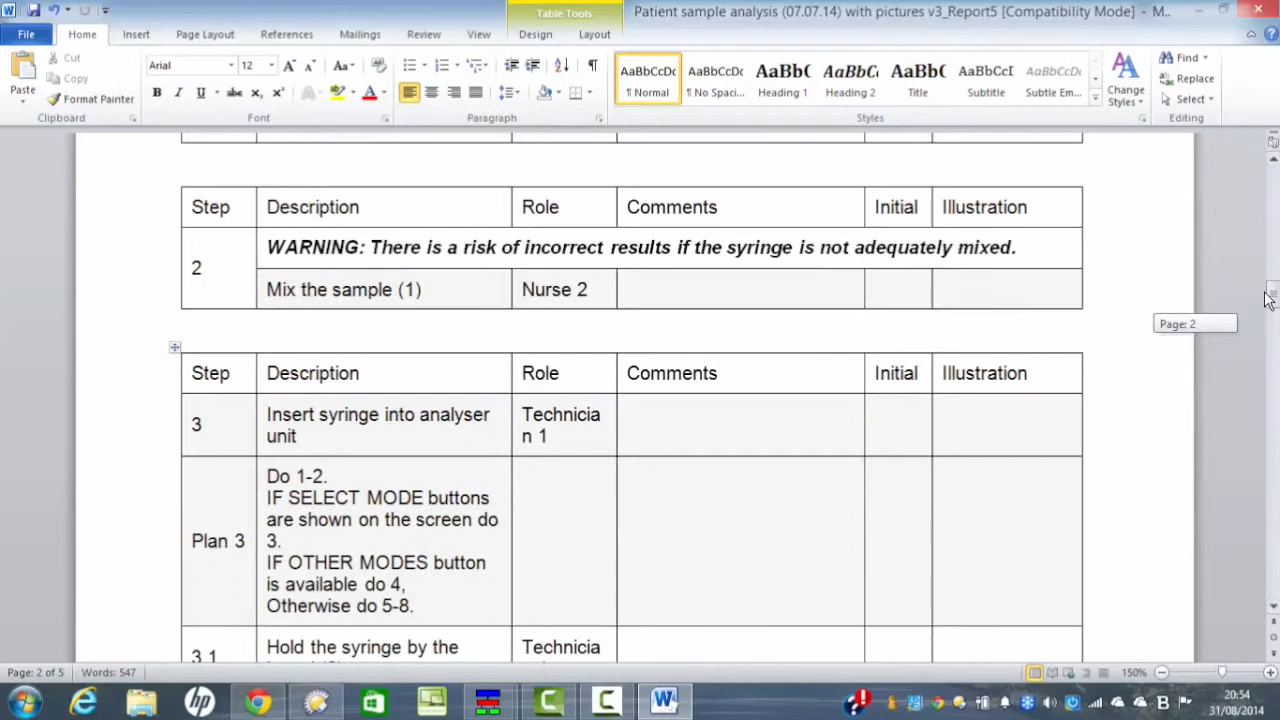 Table Tools
Patient sample analysis (07.07.14) with pictures v3_Report5 [Compatibility Mode] - M...
File Home Insert Page Layout References Mailings Review View Design Layout
Paste
Cut
Copy
Format Painter
Clipboard
Arial 12
Font
Paragraph
AaBbCcDc AaBbCcDc AaBbC AaBbCc AaBbC AaBbCcI AaBbCcDc
¶ Normal ¶ No Spaci... Heading 1 Heading 2 Title Subtitle Subtle Em...
Styles
Change
Styles
Find
Replace
Select
Editing
Step Description Role Comments Initial Illustration
2 WARNING: There is a risk of incorrect results if the syringe is not adequately mixed.
Mix the sample (1) Nurse 2
Page: 2
Step Description Role Comments Initial Illustration
3 Insert syringe into analyser Technicia
unit n 1
Plan 3 Do 1-2.
IF SELECT MODE buttons
are shown on the screen do
3.
IF OTHER MODES button
is available do 4,
Otherwise do 5-8.
3.1 Hold the syringe by the Technicia
Page: 2 of 5 Words: 547 150%
20:54
31/08/2014